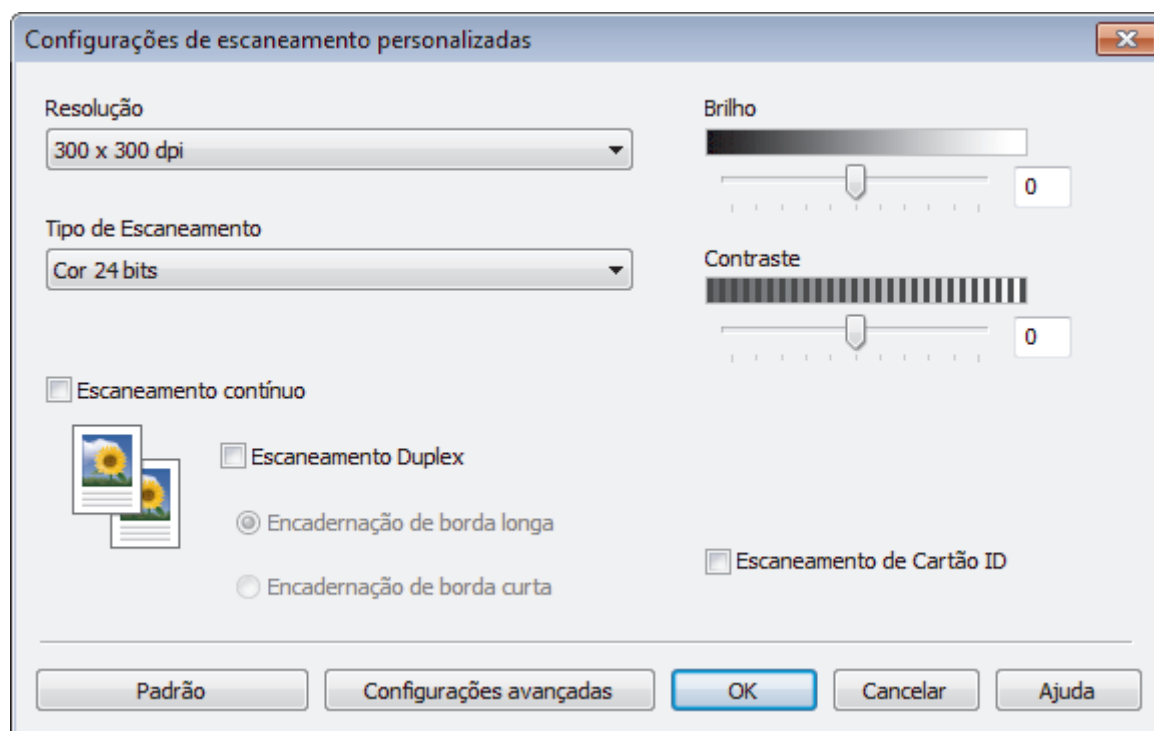 Configurações de escaneamento personalizadas
Resolução
300 x 300 dpi
Tipo de Escaneamento
Cor 24 bits
Brilho
0
Contraste
0
Escaneamento contínuo
Escaneamento Duplex
Encadernação de borda longa
Encadernação de borda curta
Escaneamento de Cartão ID
Padrão
Configurações avançadas
OK
Cancelar
Ajuda